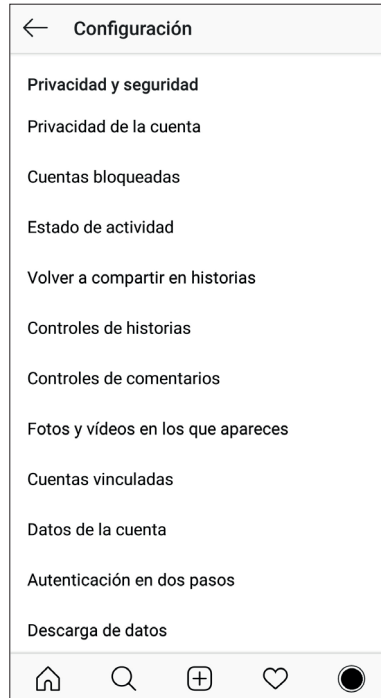 Configuración
Privacidad y seguridad
Privacidad de la cuenta
Cuentas bloqueadas
Estado de actividad
Volver a compartir en historias
Controles de historias
Controles de comentarios
Fotos y vídeos en los que apareces
Cuentas vinculadas
Datos de la cuenta
Autenticación en dos pasos
Descarga de datos